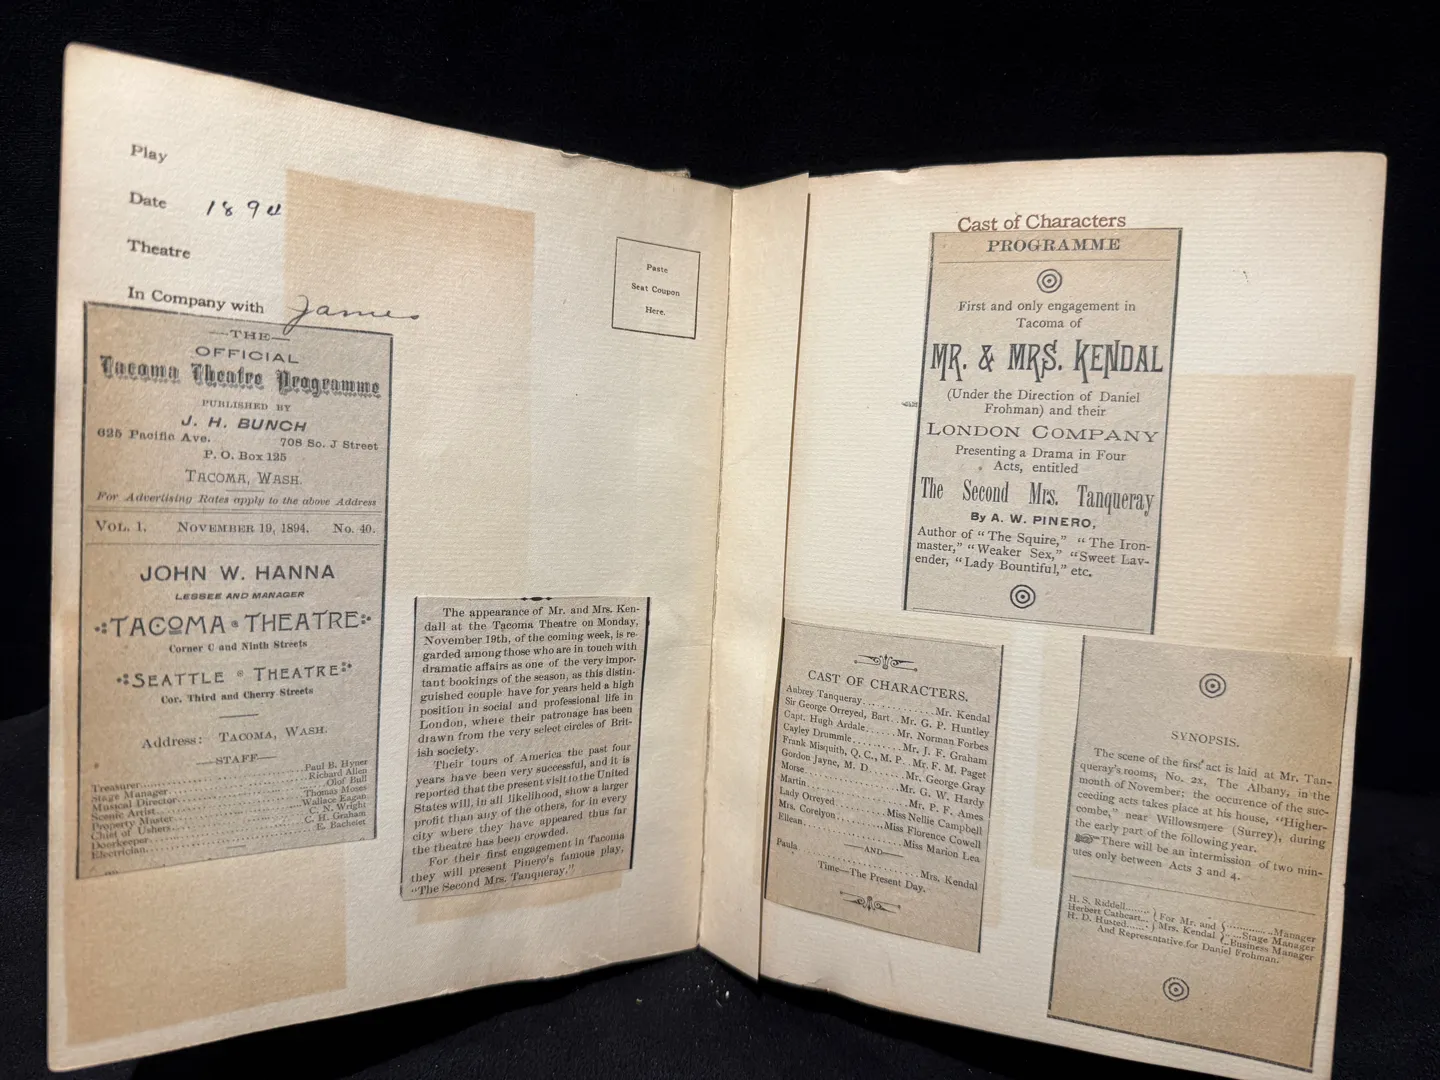 Play
Date 1894
Theatre
In Company with James
Paste
Seat Coupon
Here.
—THE—
OFFICIAL
Tacoma Theatre Programme
PUBLISHED BY
J. H. BUNCH
625 Pacific Ave. 708 So. J Street
P. O. Box 125
TACOMA, WASH.
For Advertising Rates apply to the above Address
VOL. 1. NOVEMBER 19, 1894. No. 40.
JOHN W. HANNA
LESSEE AND MANAGER
TACOMA THEATRE
Corner C and Ninth Streets
SEATTLE THEATRE
Cor. Third and Cherry Streets
Address: TACOMA, WASH.
—STAFF—
Treasurer Paul B. Hyner
Stage Manager Richard Allen
Musical Director Olof Bull
Scenic Artist Thomas Moses
Property Master Wallace Eagan
Chief of Ushers C. N. Wright
Doorkeeper C. H. Graham
Electrician E. Bachelet
The appearance of Mr. and Mrs. Ken-
dall at the Tacoma Theatre on Monday,
November 19th, of the coming week, is re-
garded among those who are in touch with
dramatic affairs as one of the very impor-
tant bookings of the season, as this distin-
guished couple have for years held a high
position in social and professional life in
London, where their patronage has been
drawn from the very select circles of Brit-
ish society.
Their tours of America the past four
years have been very successful, and it is
reported that the present visit to the United
States will, in all likelihood, show a larger
profit than any of the others, for in every
city where they have appeared thus far
the theatre has been crowded.
For their first engagement in Tacoma
they will present Pinero's famous play,
"The Second Mrs. Tanqueray."
Cast of Characters
PROGRAMME
First and only engagement in
Tacoma of
MR. & MRS. KENDAL
(Under the Direction of Daniel
Frohman) and their
LONDON COMPANY
Presenting a Drama in Four
Acts, entitled
The Second Mrs. Tanqueray
By A. W. PINERO,
Author of "The Squire," "The Iron-
master," "Weaker Sex," "Sweet Lav-
ender, "Lady Bountiful," etc.
CAST OF CHARACTERS.
Aubrey Tanqueray Mr. Kendal
Sir George Orreyed, Bart Mr. G. P. Huntley
Capt. Hugh Ardale Mr. Norman Forbes
Cayley Drummle Mr. J. F. Graham
Frank Misquith, Q. C., M. P. Mr. F. M. Paget
Gordon Jayne, M. D. Mr. George Gray
Morse Mr. G. W. Hardy
Martin Mr. P. F. Ames
Lady Orreyed Miss Nellie Campbell
Mrs. Corelyon Miss Florence Cowell
Ellean Miss Marion Lea
—AND—
Paula Mrs. Kendal
Time—The Present Day.
SYNOPSIS.
The scene of the first act is laid at Mr. Tan-
queray's rooms, No. 2x, The Albany, in the
month of November; the occurence of the suc-
ceeding acts takes place at his house, "Higher-
combe," near Willowsmere (Surrey), during
the early part of the following year.
There will be an intermission of two min-
utes only between Acts 3 and 4.
H. S. Riddell Manager
Herbert Cathcart For Mr. and Mrs. Kendal Stage Manager
H. D. Husted Business Manager
And Representative for Daniel Frohman.